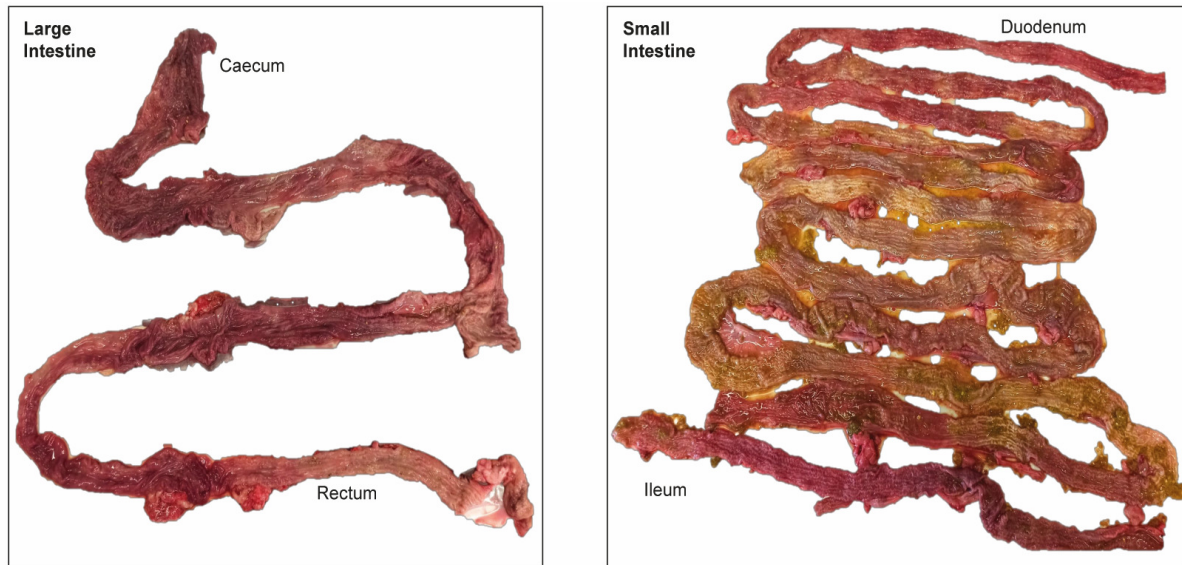 Large
Intestine
Caecum
Rectum
Small
Intestine
Duodenum
Ileum